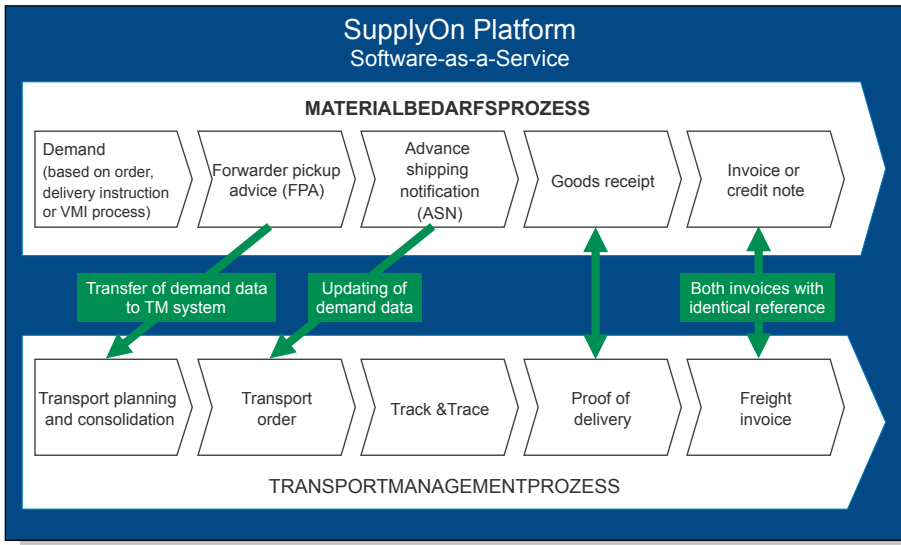 SupplyOn Platform
Software-as-a-Service
MATERIALBEDARFSPROZESS
Demand
(based on order,
delivery instruction
or VMI process)
Forwarder pickup
advice (FPA)
Advance
shipping
notification
(ASN)
Goods receipt
Invoice or
credit note
Transfer of demand data
to TM system
Updating of
demand data
Both invoices with
identical reference
Transport planning
and consolidation
Transport
order
Track &Trace
Proof of
delivery
Freight
invoice
TRANSPORTMANAGEMENTPROZESS